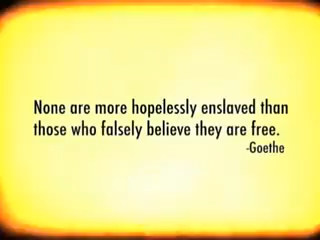 None are more hopelessly enslaved than
those who falsely believe they are free.
-Goethe